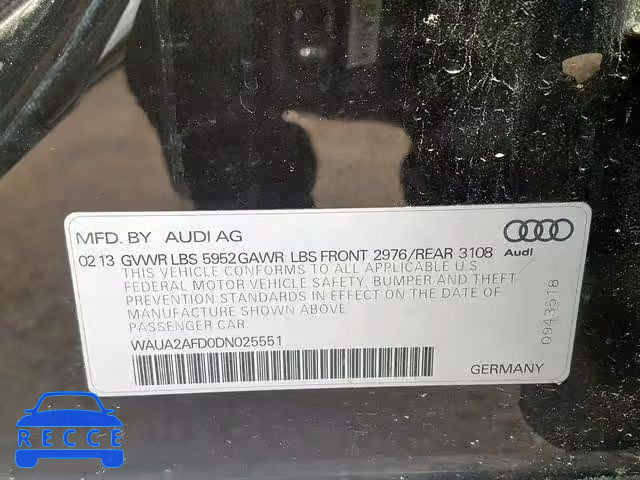 MFD. BY AUDI AG
02 13 GVWR LBS 5952 GAWR LBS FRONT 2976/REAR 3108
Audi
THIS VEHICLE CONFORMS TO ALL APPLICABLE U.S
FEDERAL MOTOR VEHICLE SAFETY, BUMPER AND THEFT
PREVENTION STANDARDS IN EFFECT ON THE DATE OF
MANUFACTURE SHOWN ABOVE
PASSENGER CAR.
WAUA2AFD0DN025551
GERMANY
0943518
RECCE